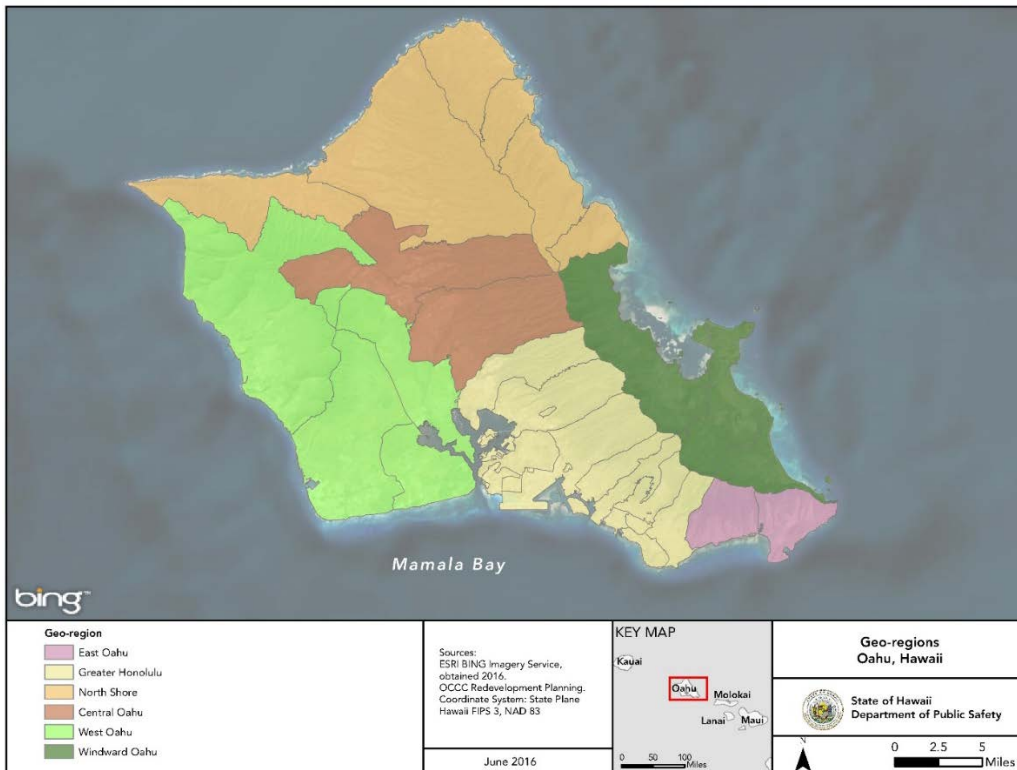 Mamala Bay
bing™
Geo-region
East Oahu
Greater Honolulu
North Shore
Central Oahu
West Oahu
Windward Oahu
Sources:
ESRI BING Imagery Service,
obtained 2016.
OCCC Redevelopment Planning.
Coordinate System: State Plane
Hawaii FIPS 3, NAD 83
June 2016
KEY MAP
Kauai
Oahu
Molokai
Lanai
Maui
0 50 100
Miles
Geo-regions
Oahu, Hawaii
State of Hawaii
Department of Public Safety
N
0 2.5 5
Miles